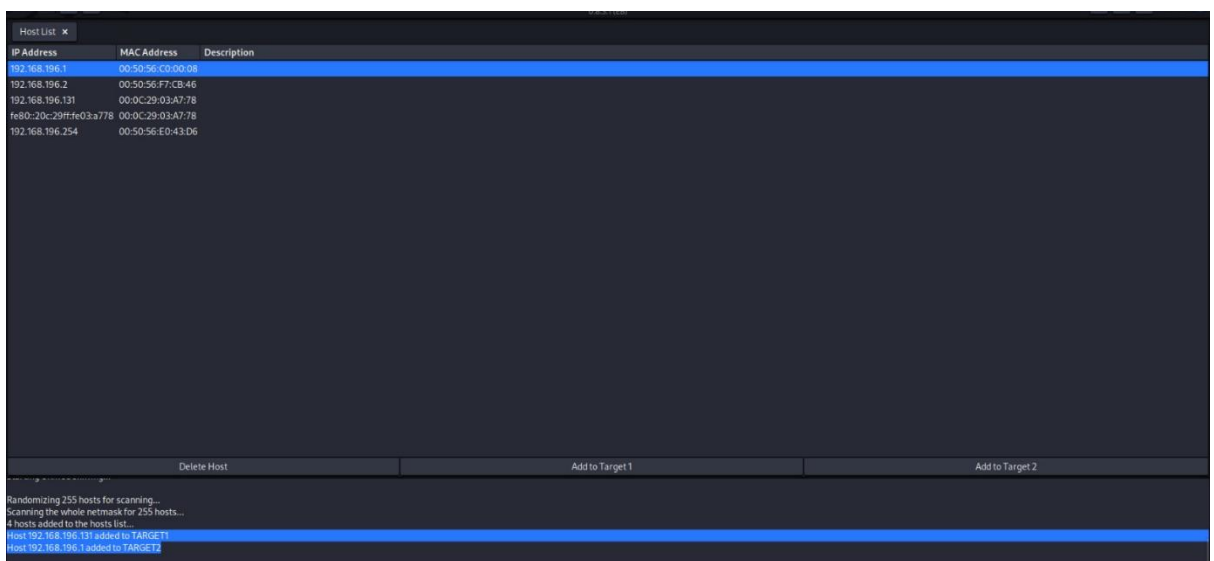 Host List ×
IP Address MAC Address Description
192.168.196.1 00:50:56:C0:00:08
192.168.196.2 00:50:56:F7:CB:46
192.168.196.131 00:0C:29:03:A7:78
fe80::20c:29ff:fe03:a778 00:0C:29:03:A7:78
192.168.196.254 00:50:56:E0:43:D6
Delete Host Add to Target 1 Add to Target 2
Randomizing 255 hosts for scanning...
Scanning the whole netmask for 255 hosts...
4 hosts added to the hosts list...
Host 192.168.196.131 added to TARGET1
Host 192.168.196.1 added to TARGET2